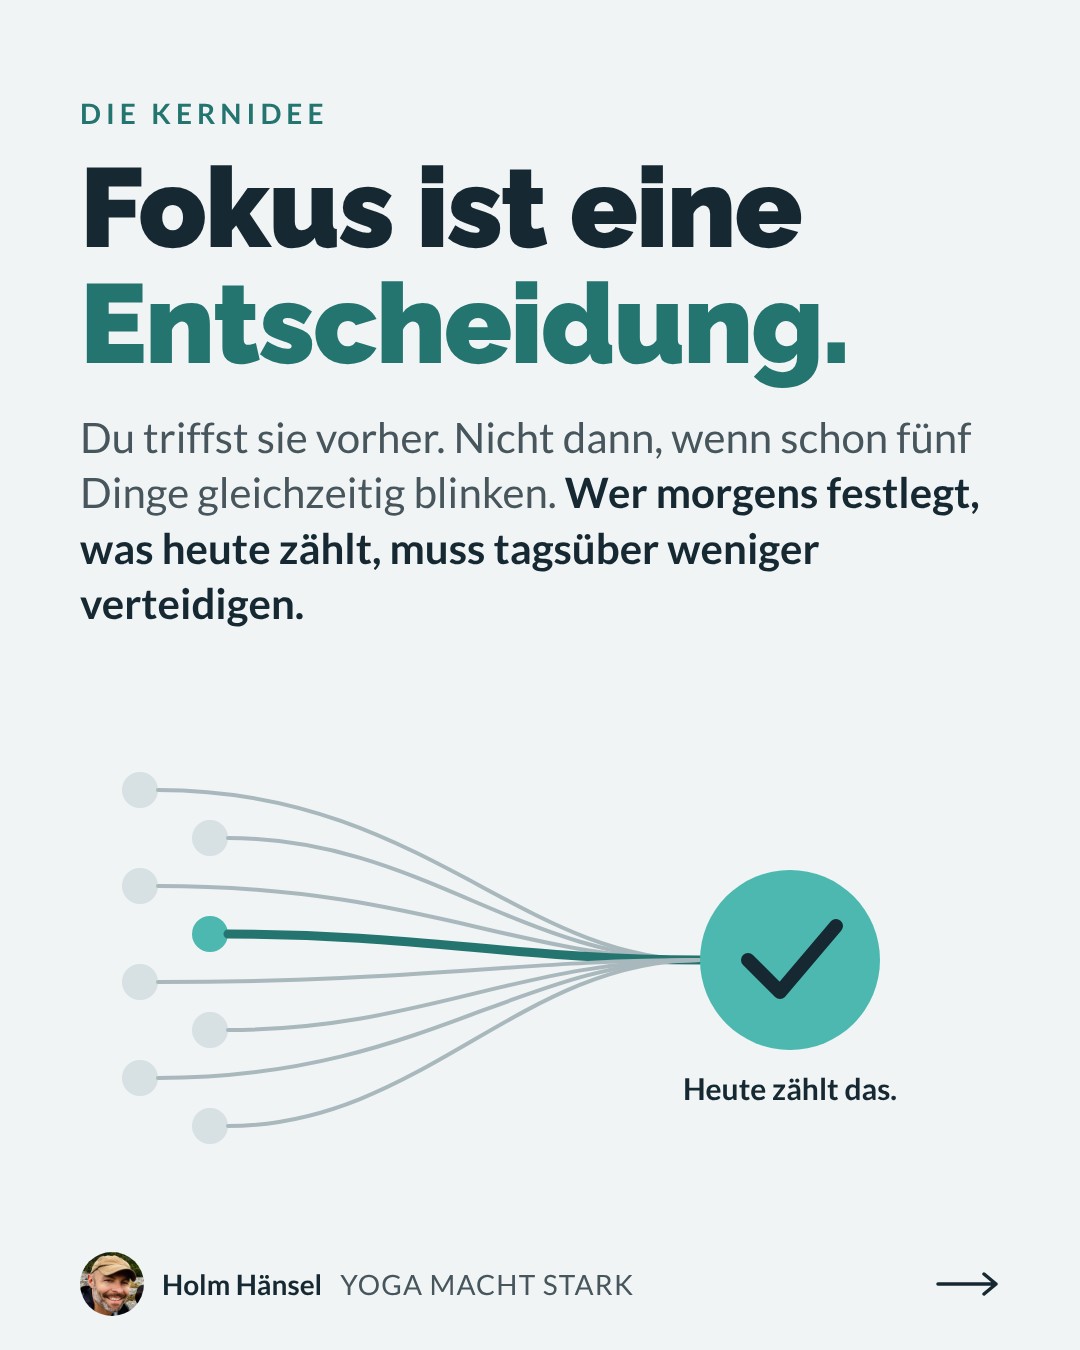 DIE KERNIDEE
Fokus ist eine
Entscheidung.
Du triffst sie vorher. Nicht dann, wenn schon fünf
Dinge gleichzeitig blinken. Wer morgens festlegt,
was heute zählt, muss tagsüber weniger
verteidigen.
Heute zählt das.
Holm Hänsel YOGA MACHT STARK